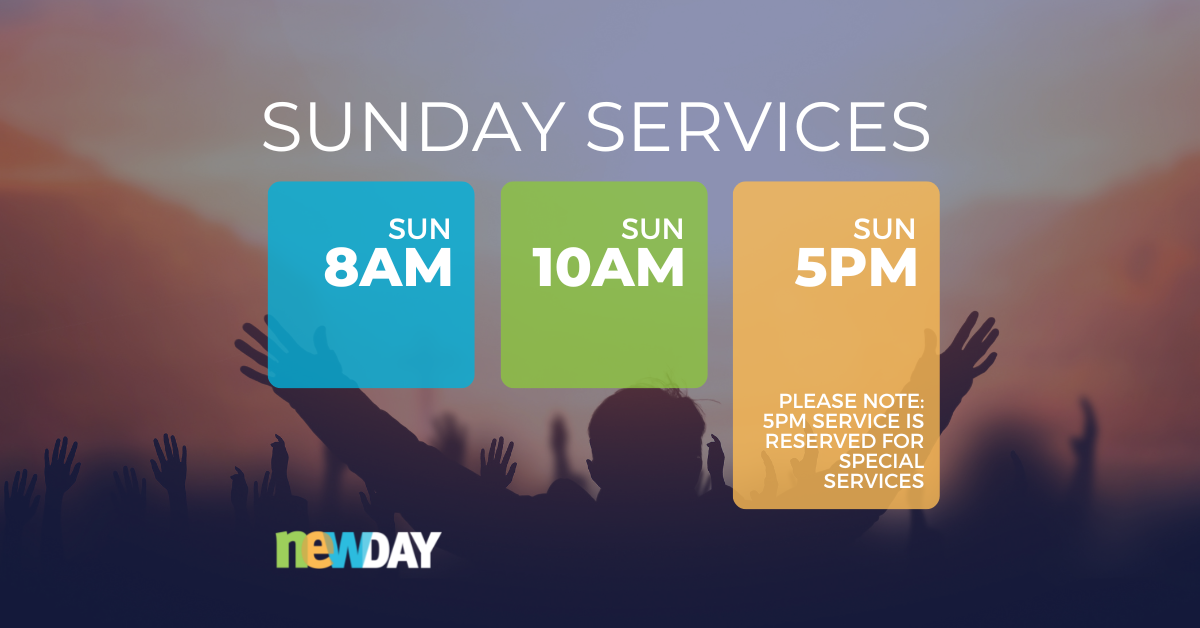 SUNDAY SERVICES
SUN
8AM
SUN
10AM
SUN
5PM
PLEASE NOTE:
5PM SERVICE IS
RESERVED FOR
SPECIAL
SERVICES
newDAY